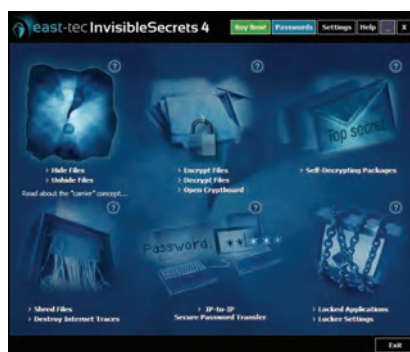 east-tec InvisibleSecrets 4
Buy Now! Passwords Settings Help _ X
?
?
?
Top secret
› Hide Files
› Unhide Files
Read about the "carrier" concept...
› Encrypt Files
› Decrypt Files
› Open Cryptboard
› Self-Decrypting Packages
?
?
?
Password: ***
› Shred Files
› Destroy Internet Traces
› IP-to-IP
Secure Password Transfer
› Locked Applications
› Locker Settings
Exit